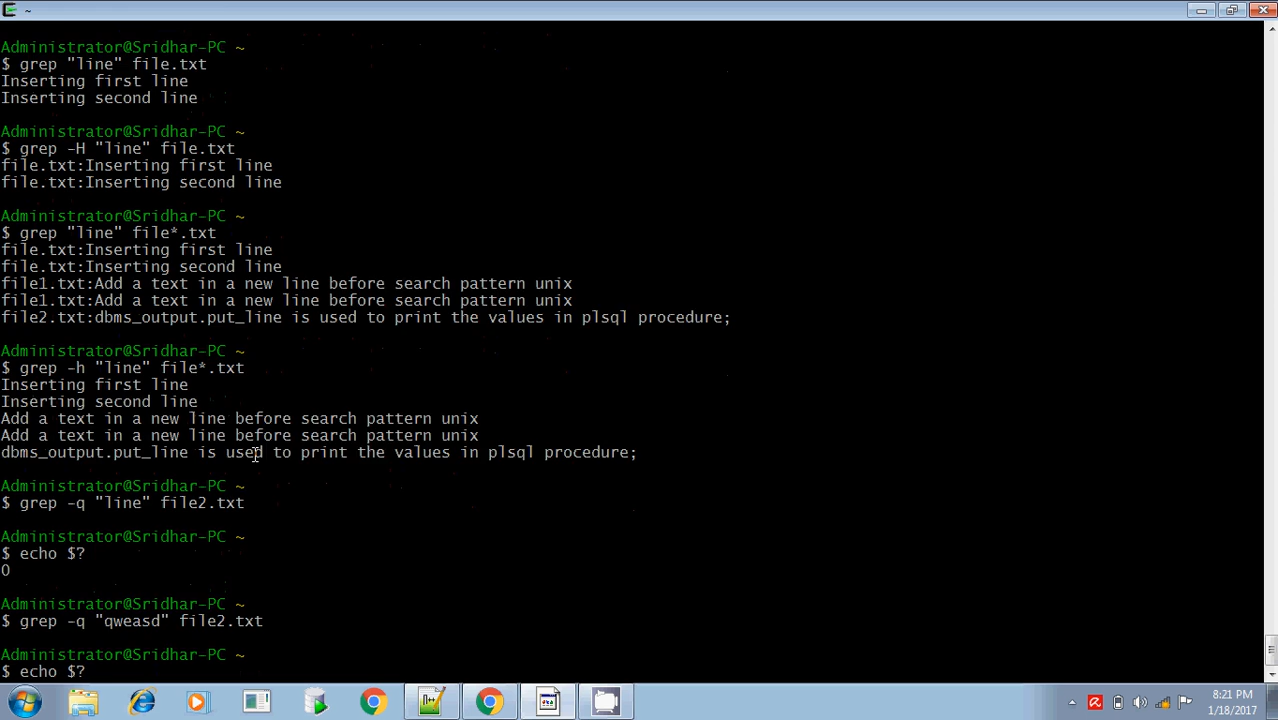 ~
Administrator@Sridhar-PC ~
$ grep "line" file.txt
Inserting first line
Inserting second line
Administrator@Sridhar-PC ~
$ grep -H "line" file.txt
file.txt:Inserting first line
file.txt:Inserting second line
Administrator@Sridhar-PC ~
$ grep "line" file*.txt
file.txt:Inserting first line
file.txt:Inserting second line
file1.txt:Add a text in a new line before search pattern unix
file1.txt:Add a text in a new line before search pattern unix
file2.txt:dbms_output.put_line is used to print the values in plsql procedure;
Administrator@Sridhar-PC ~
$ grep -h "line" file*.txt
Inserting first line
Inserting second line
Add a text in a new line before search pattern unix
Add a text in a new line before search pattern unix
dbms_output.put_line is used to print the values in plsql procedure;
Administrator@Sridhar-PC ~
$ grep -q "line" file2.txt
Administrator@Sridhar-PC ~
$ echo $?
0
Administrator@Sridhar-PC ~
$ grep -q "qweasd" file2.txt
Administrator@Sridhar-PC ~
$ echo $?
8:21 PM
1/18/2017